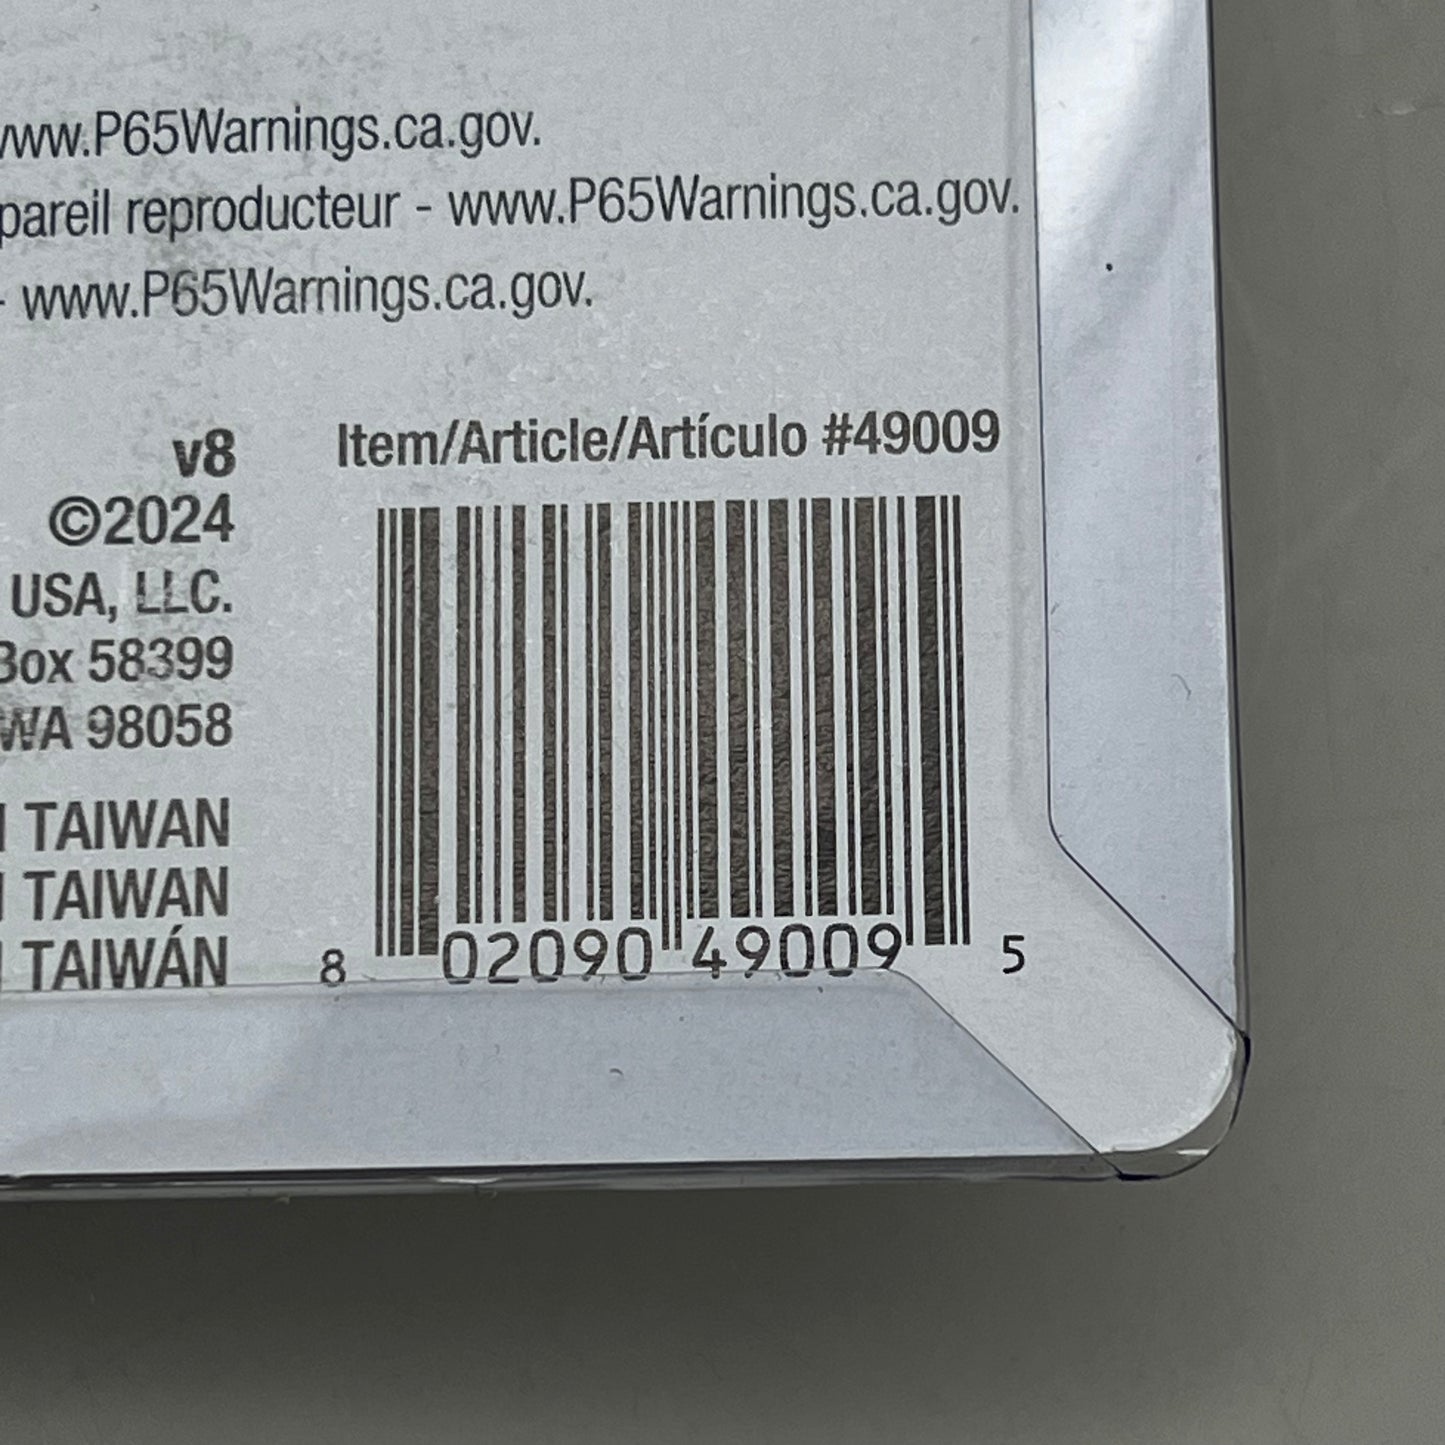 www.P65Warnings.ca.gov.
reproducteur - www.P65Warnings.ca.gov.
- www.P65Warnings.ca.gov.
v8
©2024
USA, LLC.
Box 58399
WA 98058
TAIWAN
TAIWAN
TAIWÁN
Item/Article/Artículo #49009
8 02090 49009 5